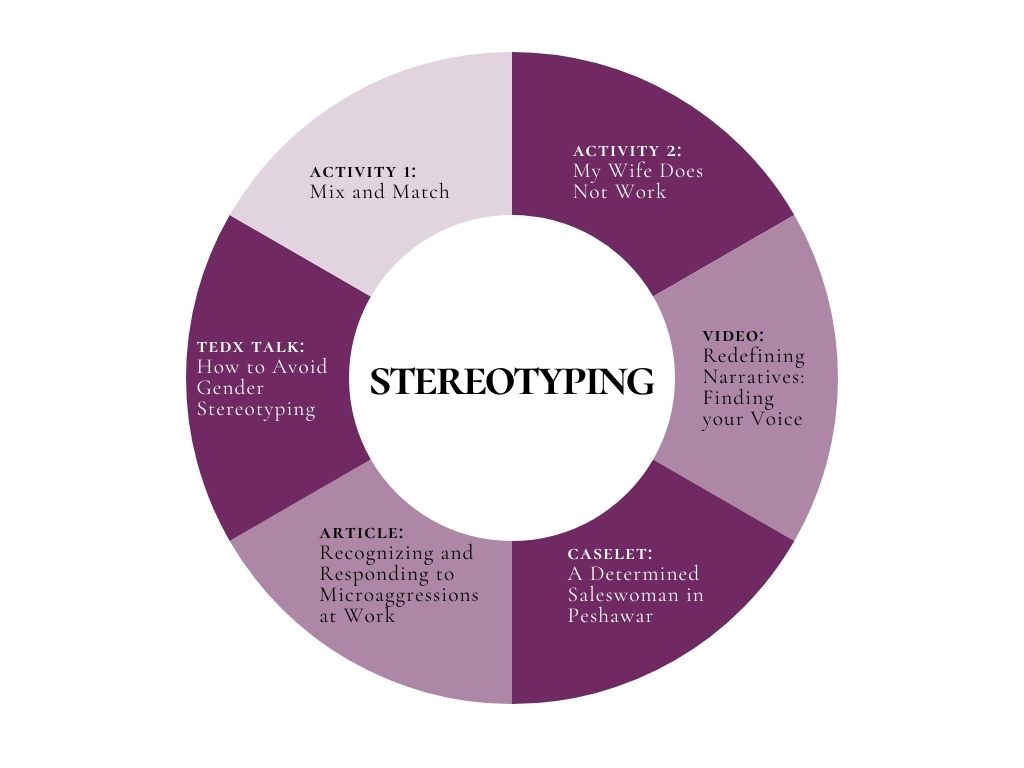 ACTIVITY 1:
Mix and Match
ACTIVITY 2:
My Wife Does
Not Work
VIDEO:
Redefining
Narratives:
Finding
your Voice
CASELET:
A Determined
Saleswoman in
Peshawar
ARTICLE:
Recognizing and
Responding to
Microaggressions
at Work
TEDX TALK:
How to Avoid
Gender
Stereotyping
STEREOTYPING